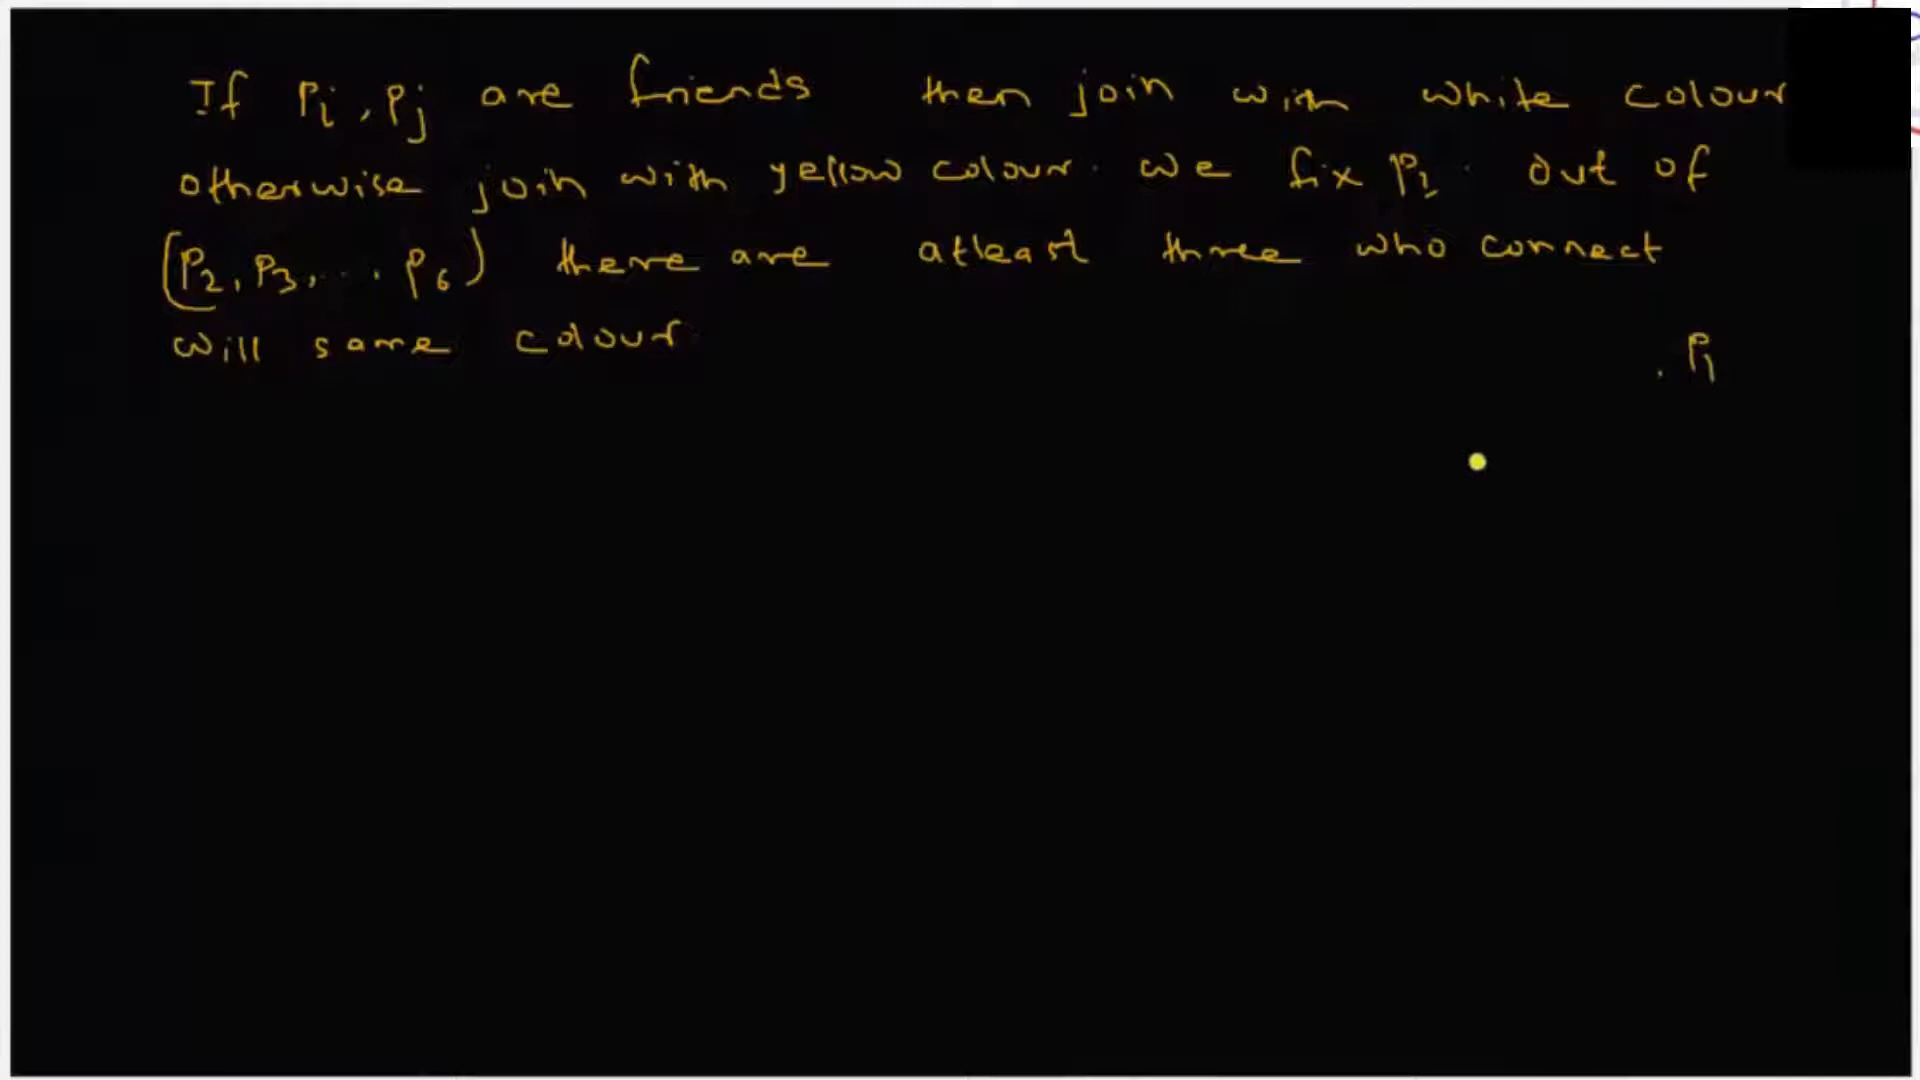 If Pi, Pj are friends then join with white colour
otherwise join with yellow colour. We fix P1. Out of
(P2, P3, ... P6) there are atleast three who connect
will same colour
. P1